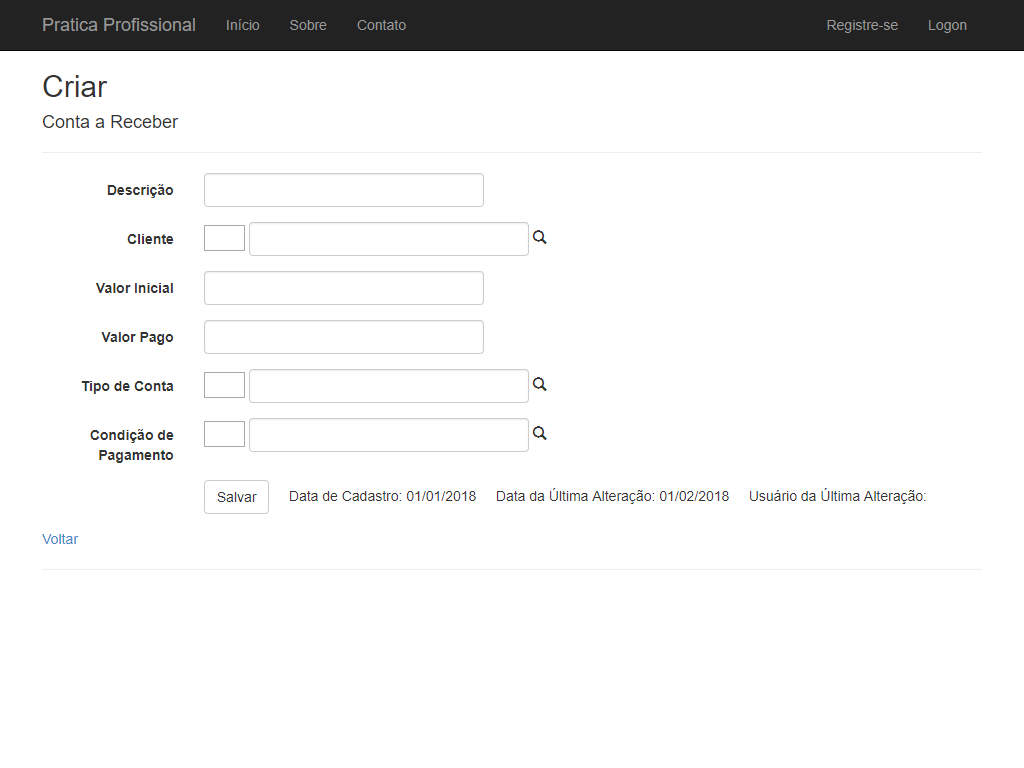 Pratica Profissional Início Sobre Contato Registre-se Logon
Criar
Conta a Receber
Descrição
Cliente
Valor Inicial
Valor Pago
Tipo de Conta
Condição de
Pagamento
Salvar Data de Cadastro: 01/01/2018 Data da Última Alteração: 01/02/2018 Usuário da Última Alteração:
Voltar